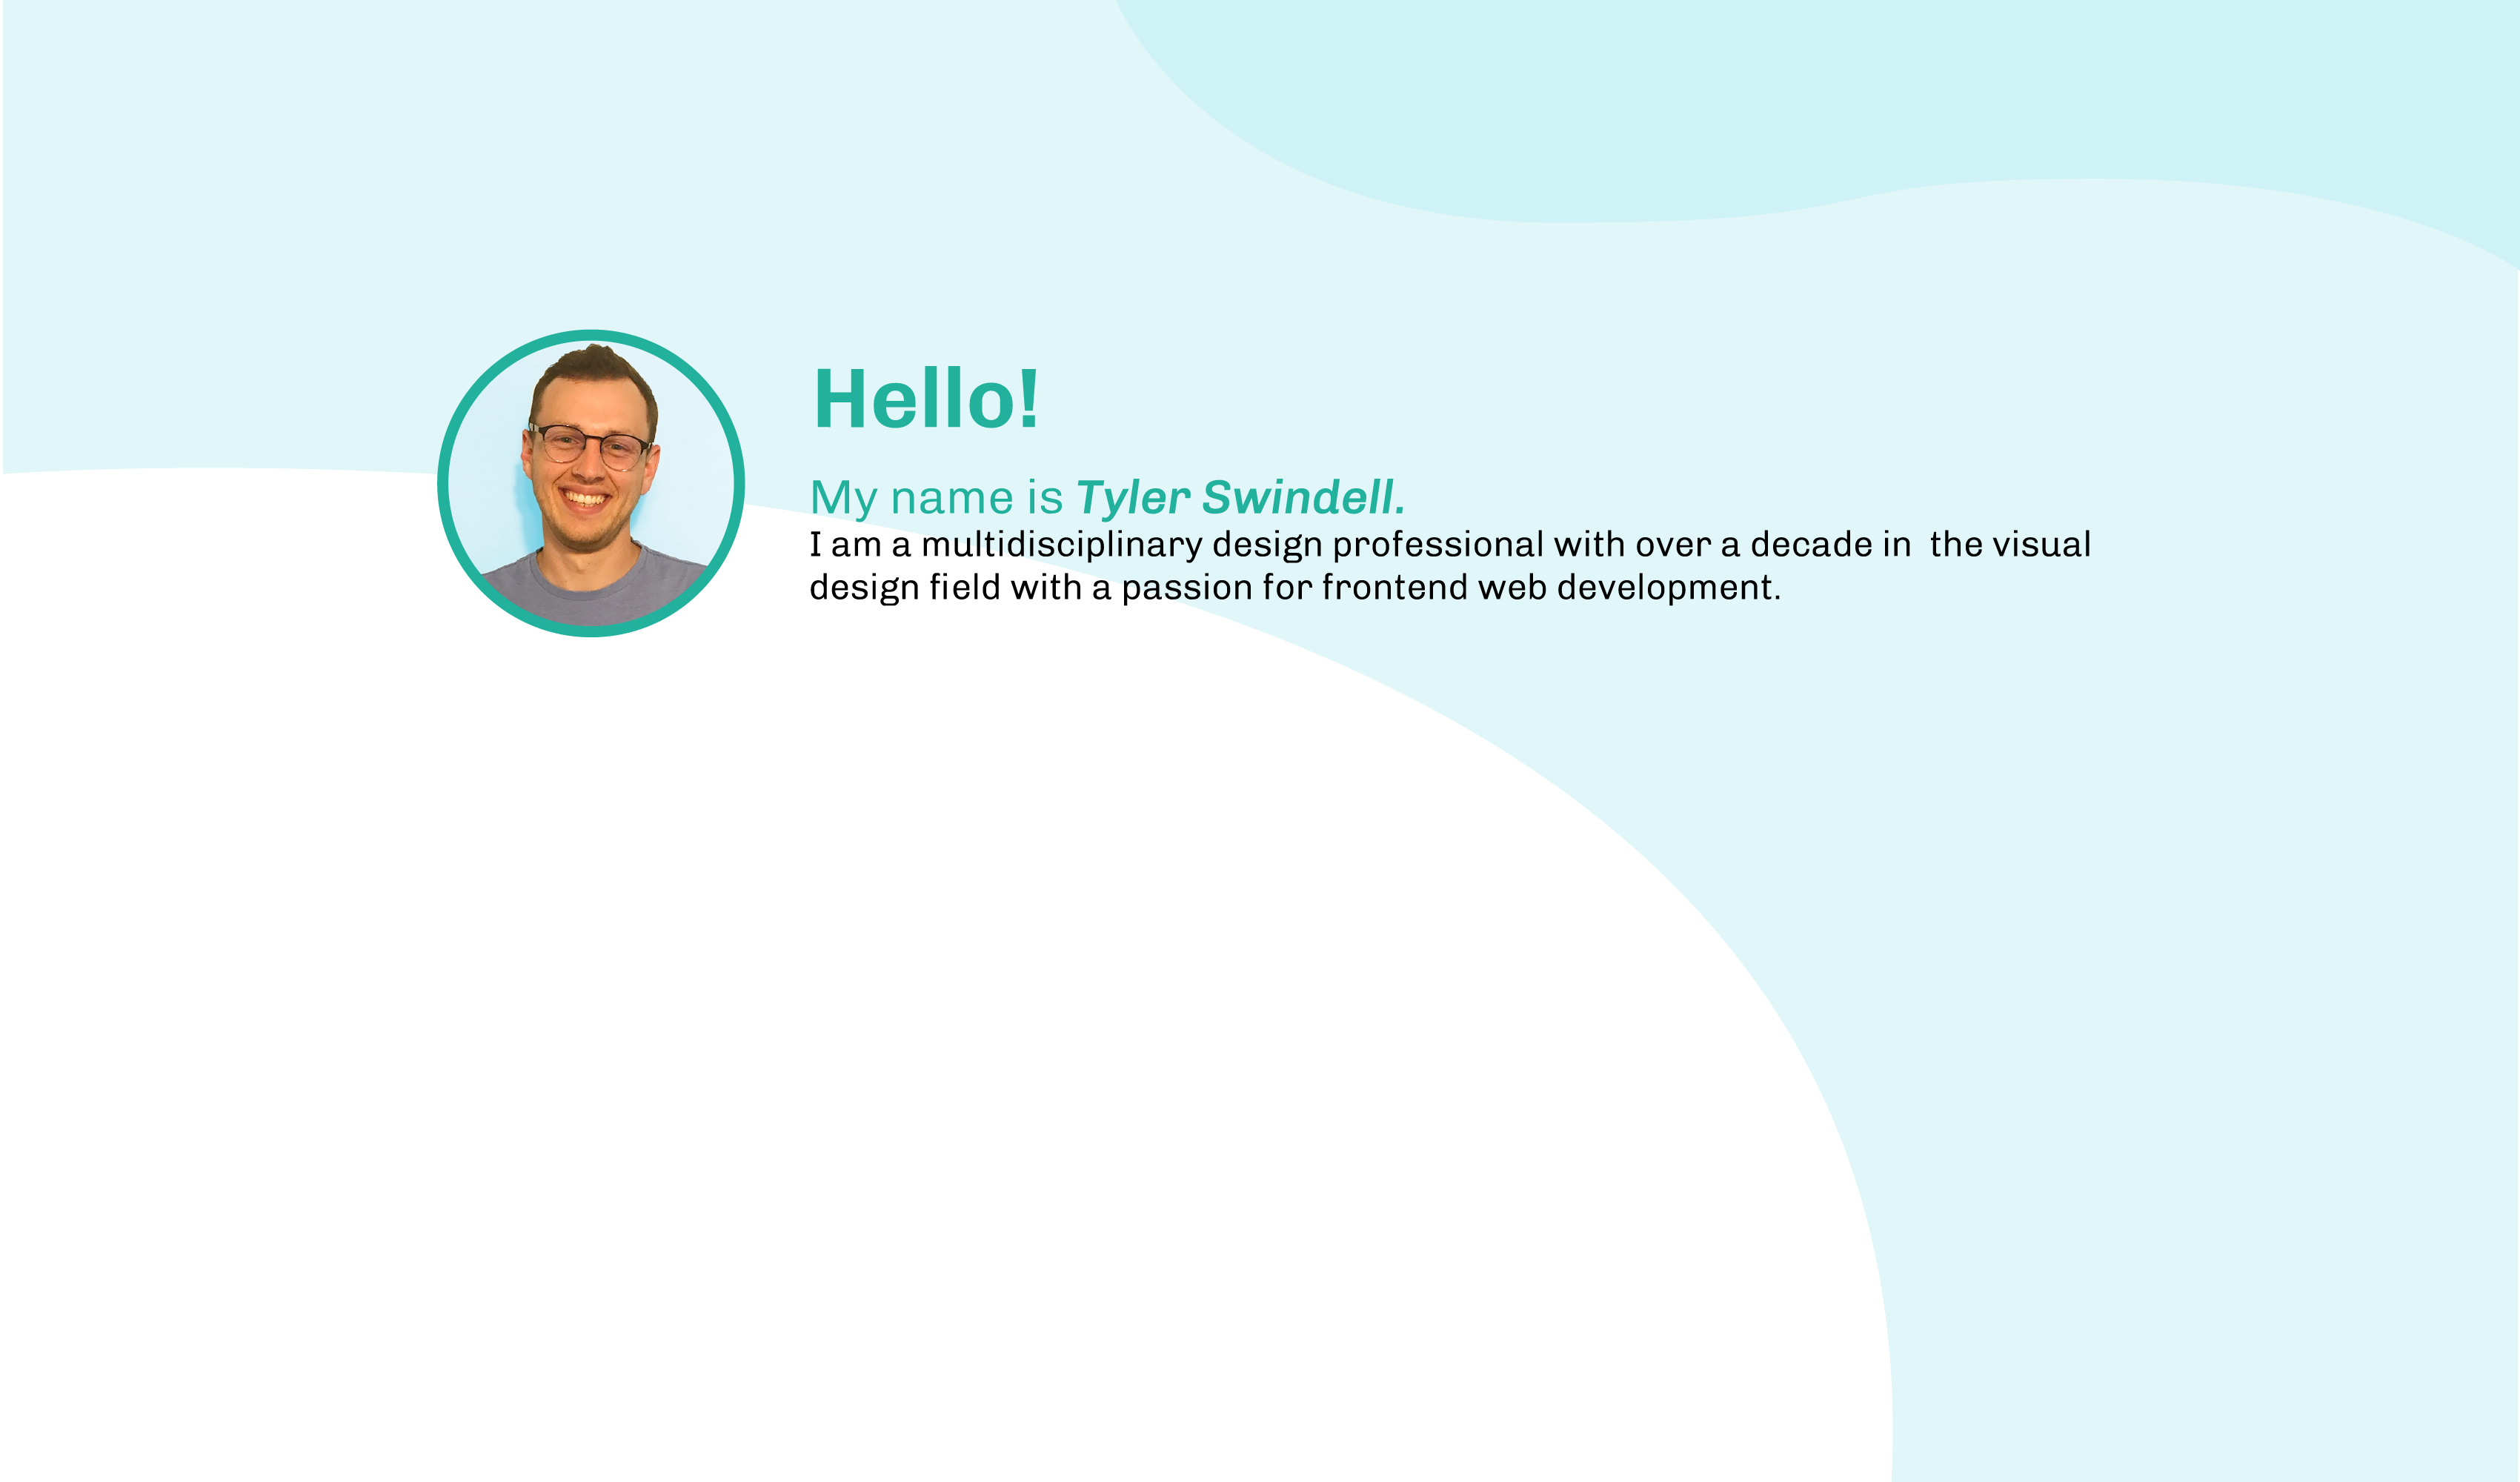 Hello!
My name is Tyler Swindell.
I am a multidisciplinary design professional with over a decade in  the visual
design field with a passion for frontend web development.